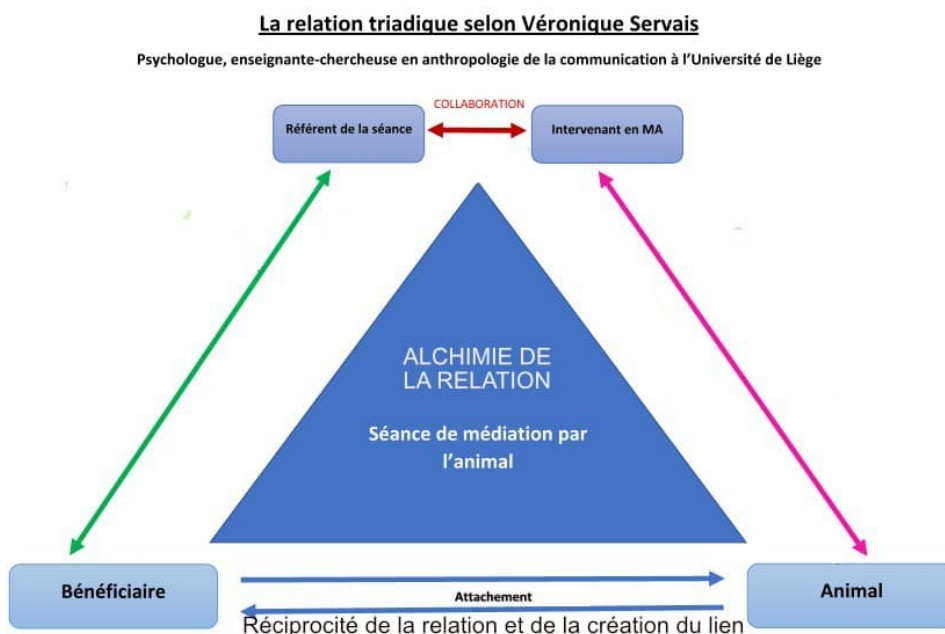 La relation triadique selon Véronique Servais
Psychologue, enseignante-chercheuse en anthropologie de la communication à l'Université de Liège
COLLABORATION
Référent de la séance
Intervenant en MA
ALCHIMIE DE
LA RELATION
Séance de médiation par
l'animal
Bénéficiaire
Attachement
Animal
Réciprocité de la relation et de la création du lien